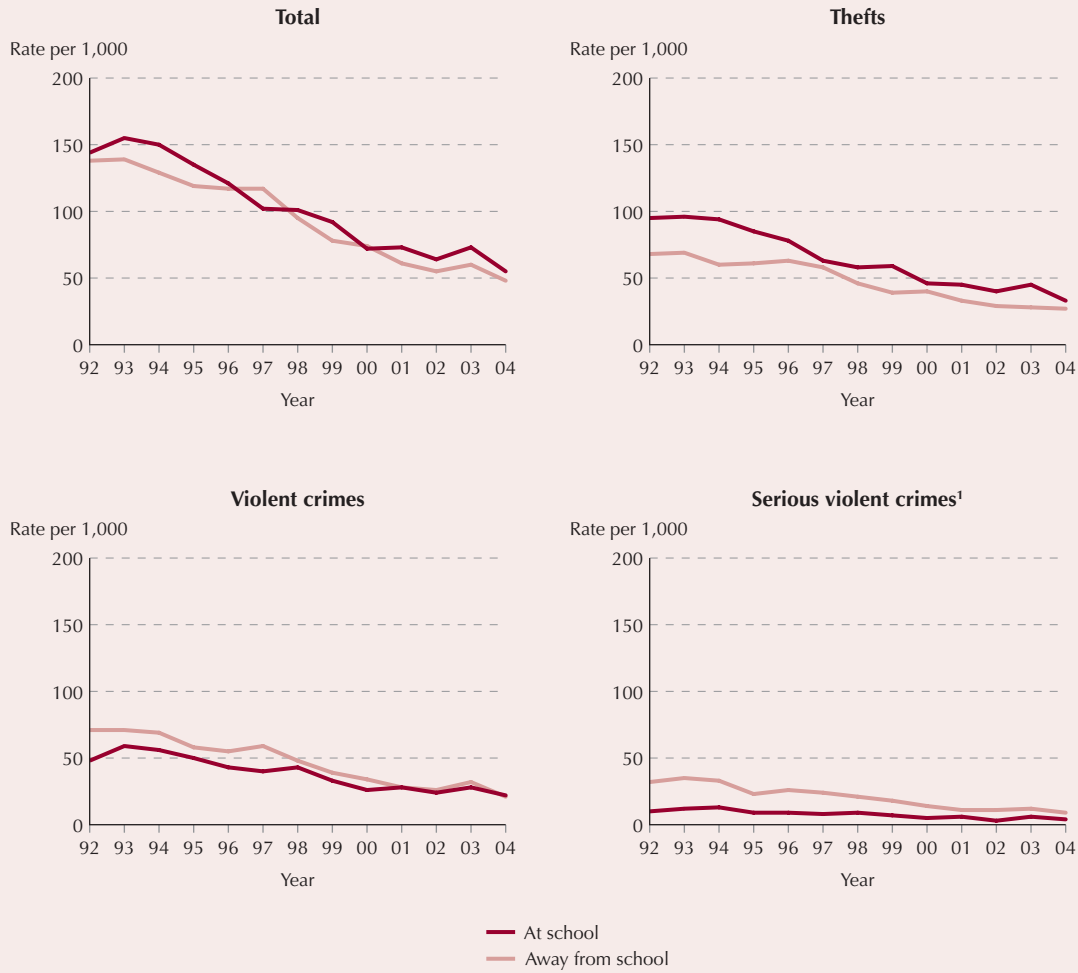 Total
Rate per 1,000
200
150
100
50
0
92 93 94 95 96 97 98 99 00 01 02 03 04
Year
Thefts
Rate per 1,000
200
150
100
50
0
92 93 94 95 96 97 98 99 00 01 02 03 04
Year
Violent crimes
Rate per 1,000
200
150
100
50
0
92 93 94 95 96 97 98 99 00 01 02 03 04
Year
Serious violent crimes¹
Rate per 1,000
200
150
100
50
0
92 93 94 95 96 97 98 99 00 01 02 03 04
Year
At school
Away from school